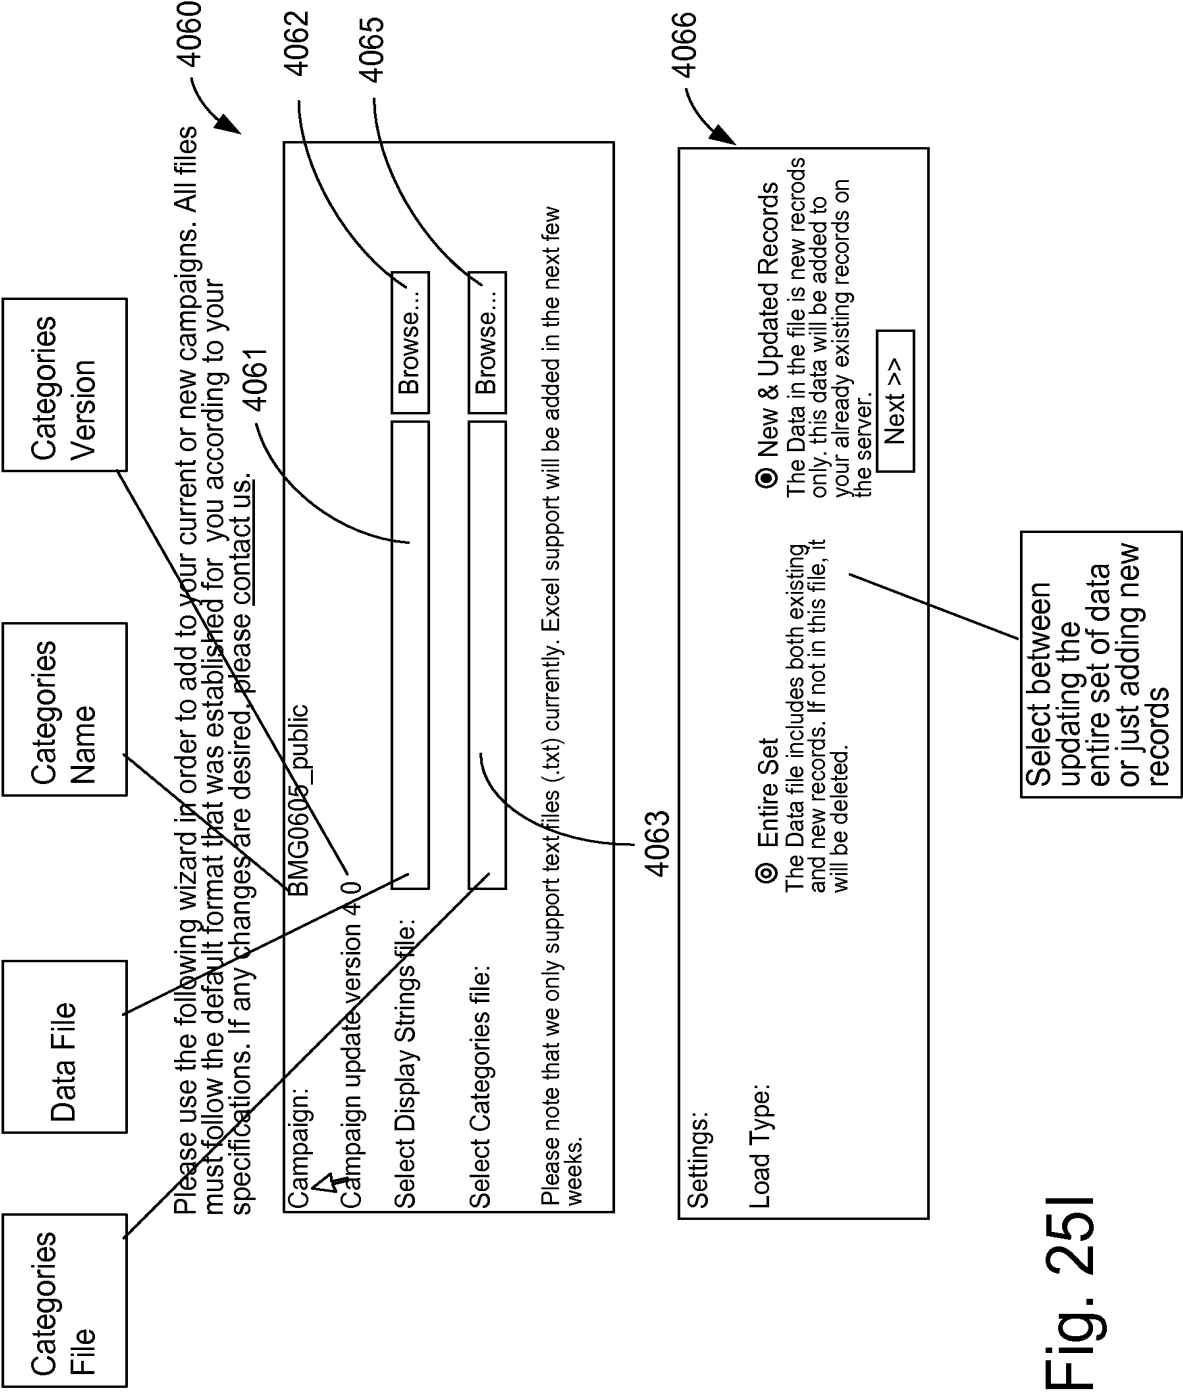 Categories
File
Data File
Categories
Name
Categories
Version
Please use the following wizard in order to add to your current or new campaigns. All files
must follow the default format that was established for you according to your
specifications. If any changes are desired, please contact us.
4060
4061
4062
4065
Campaign:
BMG0605_public
Campaign update version 4.0
Select Display Strings file:
Browse...
Select Categories file:
Browse...
4063
Please note that we only support text files (.txt) currently. Excel support will be added in the next few
weeks.
4066
Settings:
Load Type:
Entire Set
The Data file includes both existing
and new records. If not in this file, it
will be deleted.
New & Updated Records
The Data in the file is new recrods
only. this data will be added to
your already existing records on
the server.
Next >>
Select between
updating the
entire set of data
or just adding new
records
Fig. 25I